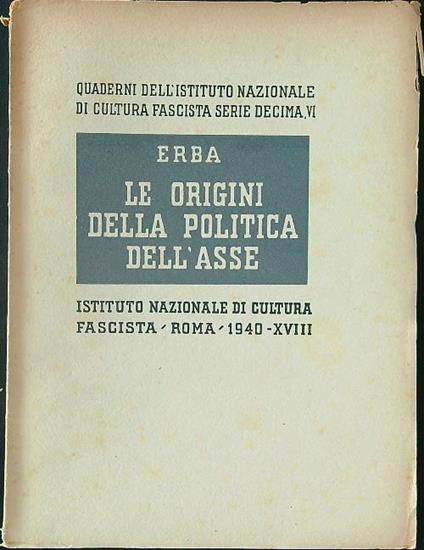 QUADERNI DELL'ISTITUTO NAZIONALE
DI CULTURA FASCISTA SERIE DECIMA, VI
ERBA
LE ORIGINI
DELLA POLITICA
DELL'ASSE
ISTITUTO NAZIONALE DI CULTURA
FASCISTA - ROMA - 1940 - XVIII